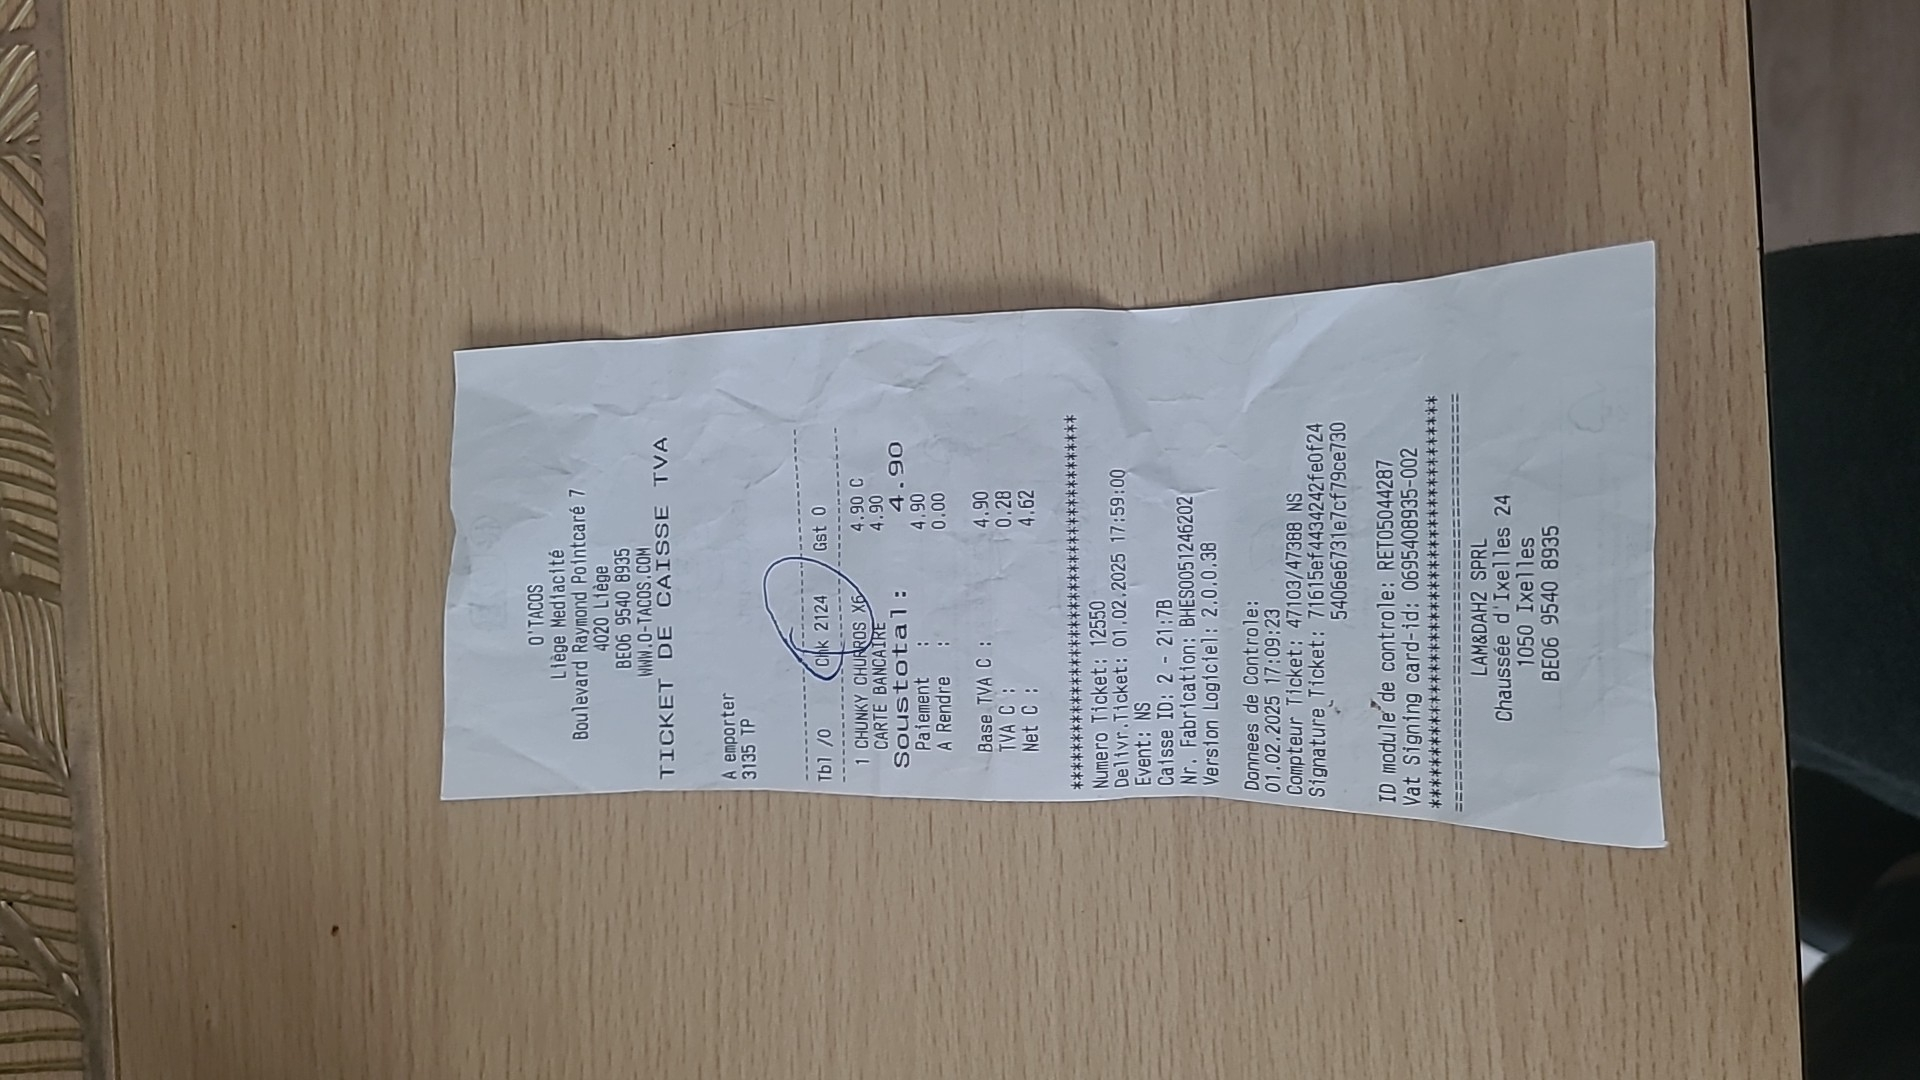 O'TACOS
Liège Mediacité
Boulevard Raymond Pointcaré 7
4020 Liège
BE06 9540 8935
WWW.O-TACOS.COM
TICKET DE CAISSE TVA
A emporter
3135 TP
Tbl /0 Chk 2124 Gst 0
1 CHUNKY CHURROS X6 4.90 C
CARTE BANCAIRE 4.90
Soustotal: 4.90
Paiement : 4.90
A Rendre : 0.00
Base TVA C : 4.90
TVA C : 0.28
Net C : 4.62
Numero Ticket: 12550
Delivr.Ticket: 01.02.2025 17:59:00
Event: NS
Caisse ID: 2 - 21:7B
Nr. Fabrication: BHES0051246202
Version Logiciel: 2.0.0.38
Donnees de Controle:
01.02.2025 17:09:23
Compteur Ticket: 47103/47388 NS
Signature Ticket: 71615ef4434242fe0f24
5406e6731e7cf79ce730
ID module de controle: RET05044287
Vat Signing card-id: 0695408935-002
LAM&DAH2 SPRL
Chaussée d'Ixelles 24
1050 Ixelles
BE06 9540 8935